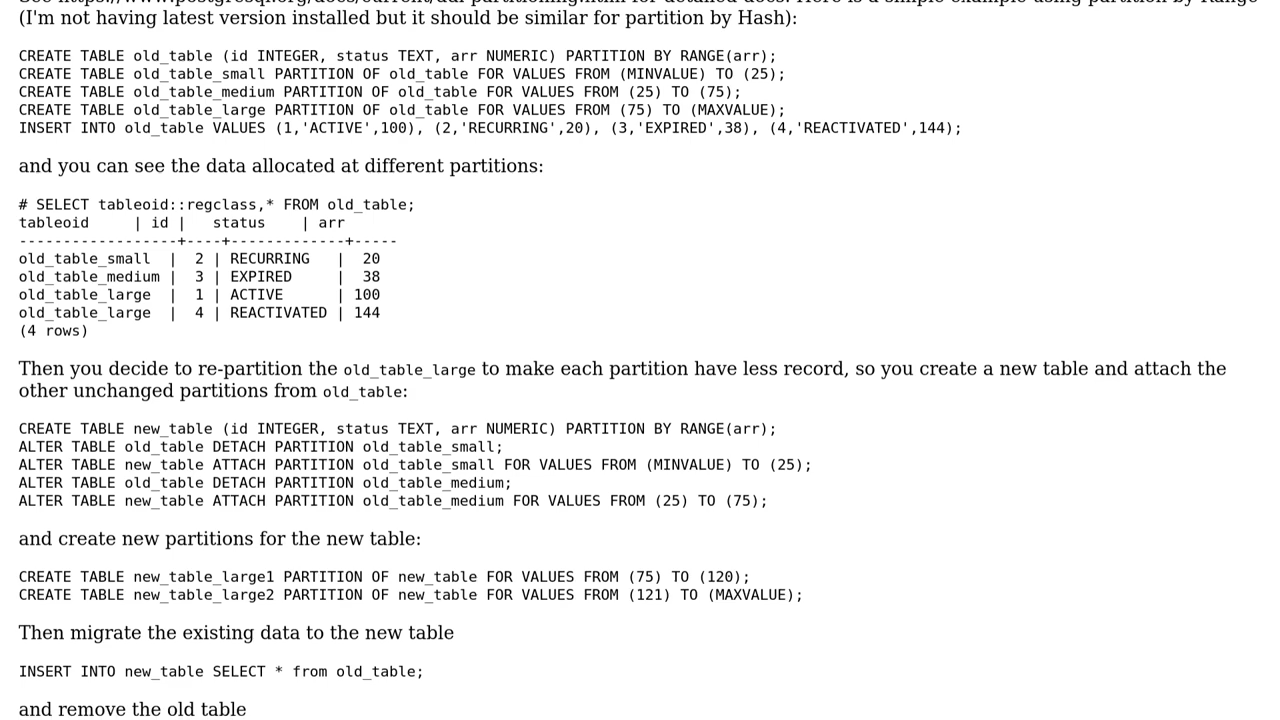 (I'm not having latest version installed but it should be similar for partition by Hash):
CREATE TABLE old_table (id INTEGER, status TEXT, arr NUMERIC) PARTITION BY RANGE(arr);
CREATE TABLE old_table_small PARTITION OF old_table FOR VALUES FROM (MINVALUE) TO (25);
CREATE TABLE old_table_medium PARTITION OF old_table FOR VALUES FROM (25) TO (75);
CREATE TABLE old_table_large PARTITION OF old_table FOR VALUES FROM (75) TO (MAXVALUE);
INSERT INTO old_table VALUES (1,'ACTIVE',100), (2,'RECURRING',20), (3,'EXPIRED',38), (4,'REACTIVATED',144);
and you can see the data allocated at different partitions:
# SELECT tableoid::regclass,* FROM old_table;
tableoid     | id |   status    | arr
------------------+----+-------------+-----
old_table_small  |  2 | RECURRING   |  20
old_table_medium |  3 | EXPIRED     |  38
old_table_large  |  1 | ACTIVE      | 100
old_table_large  |  4 | REACTIVATED | 144
(4 rows)
Then you decide to re-partition the old_table_large to make each partition have less record, so you create a new table and attach the
other unchanged partitions from old_table:
CREATE TABLE new_table (id INTEGER, status TEXT, arr NUMERIC) PARTITION BY RANGE(arr);
ALTER TABLE old_table DETACH PARTITION old_table_small;
ALTER TABLE new_table ATTACH PARTITION old_table_small FOR VALUES FROM (MINVALUE) TO (25);
ALTER TABLE old_table DETACH PARTITION old_table_medium;
ALTER TABLE new_table ATTACH PARTITION old_table_medium FOR VALUES FROM (25) TO (75);
and create new partitions for the new table:
CREATE TABLE new_table_large1 PARTITION OF new_table FOR VALUES FROM (75) TO (120);
CREATE TABLE new_table_large2 PARTITION OF new_table FOR VALUES FROM (121) TO (MAXVALUE);
Then migrate the existing data to the new table
INSERT INTO new_table SELECT * from old_table;
and remove the old table